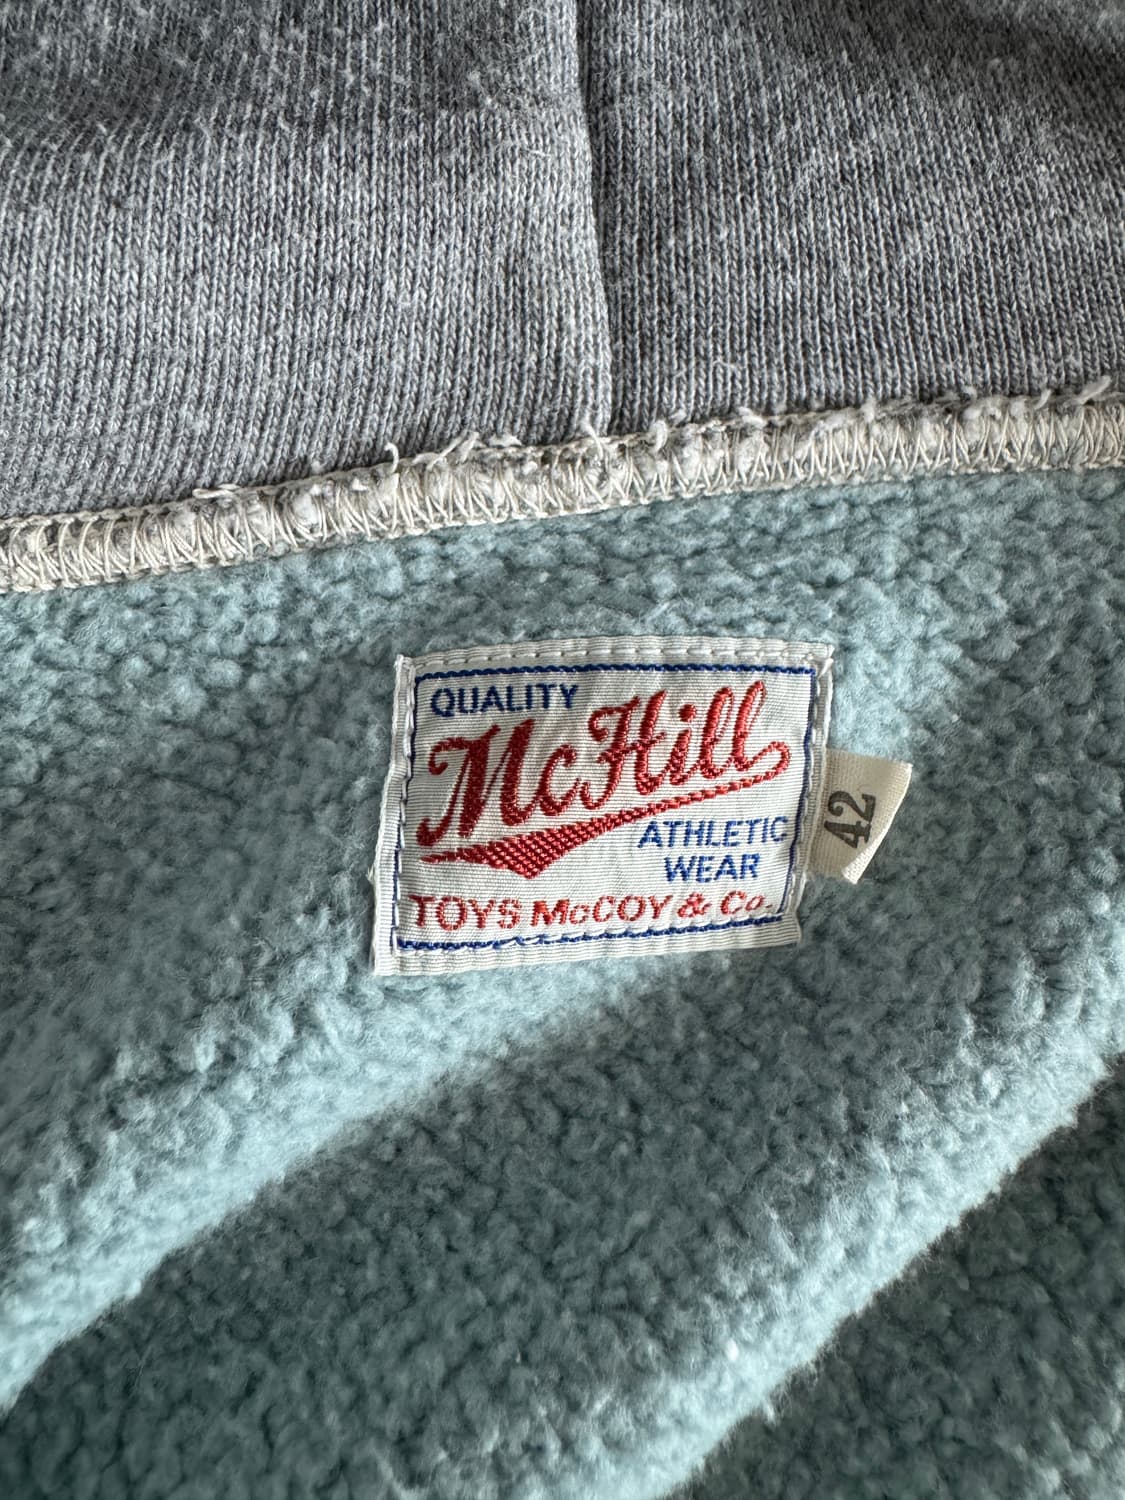 QUALITY
McHill
ATHLETIC
WEAR
TOYS McCOY & Co.
42